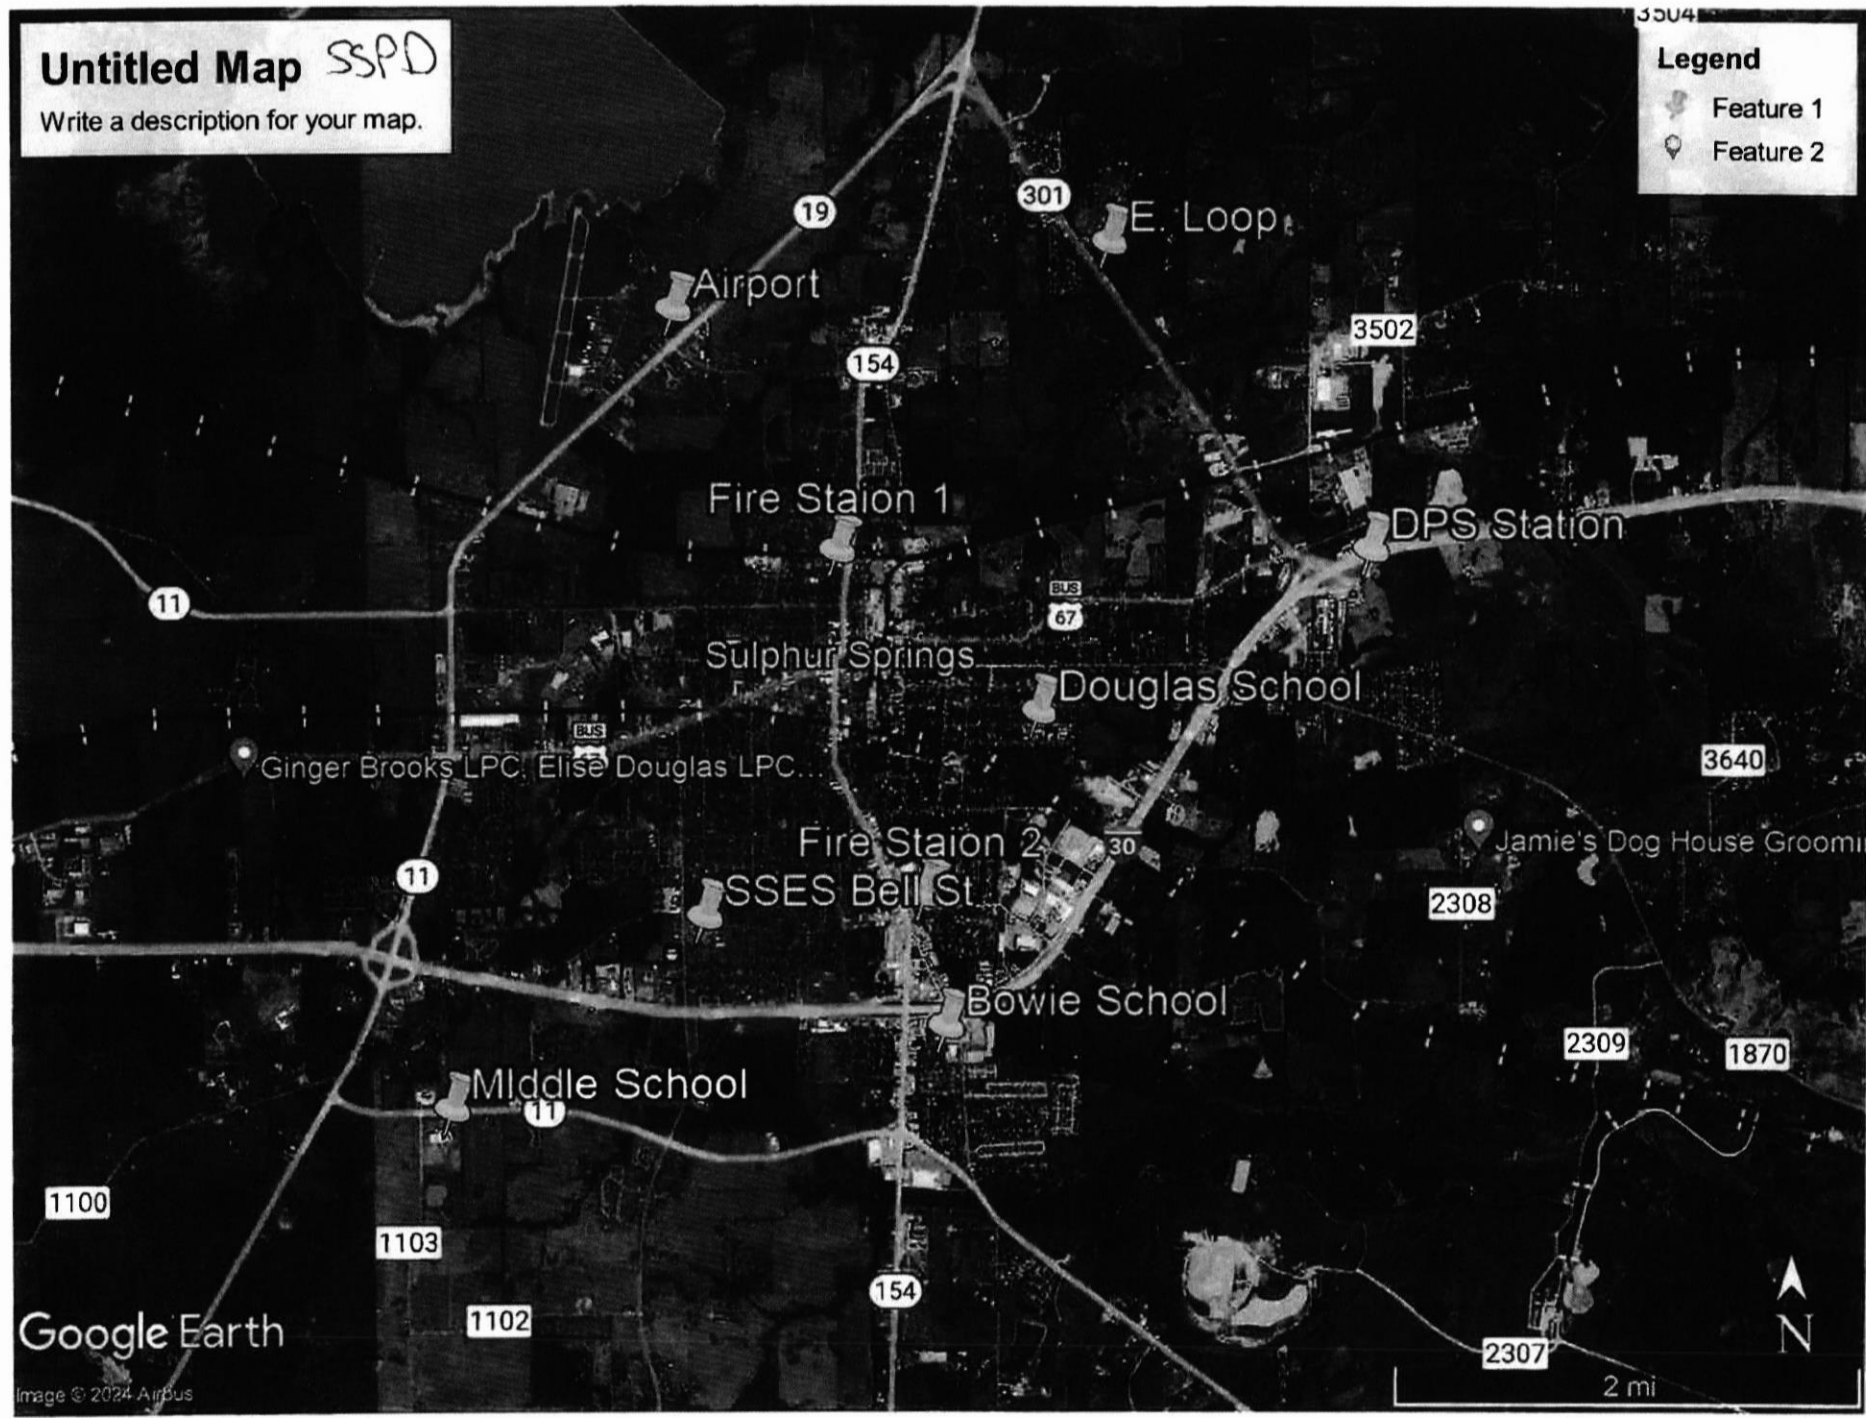 3504
Untitled Map SSPD
Write a description for your map.
Legend
Feature 1
Feature 2
19
301
E. Loop
Airport
3502
154
Fire Staion 1
DPS Station
11
BUS
67
Sulphur Springs
Douglas School
BUS
Ginger Brooks LPC, Elise Douglas LPC...
3640
Fire Staion 2
30
Jamie's Dog House Groomi
11
SSES Bell St.
2308
Bowie School
2309
1870
MIddle School
11
1100
1103
154
1102
Google Earth
N
2307
2 mi
Image © 2024 Airbus